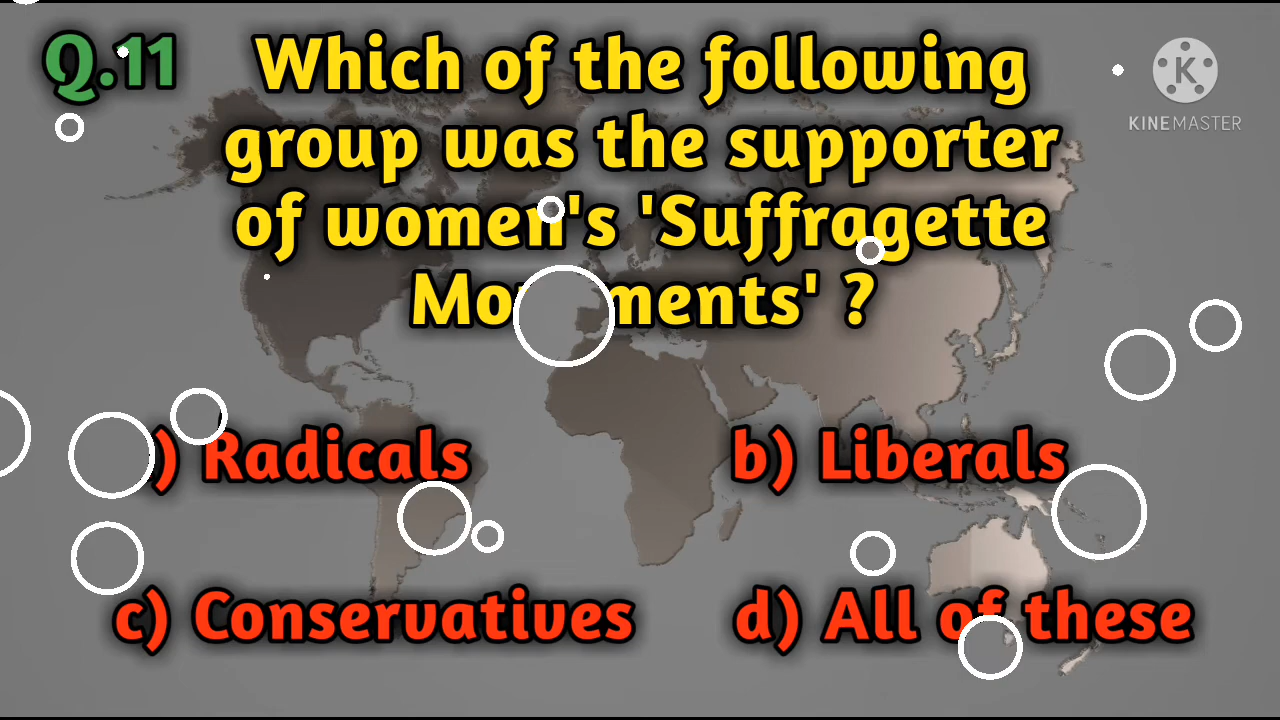 Q.11
Which of the following
group was the supporter
of women's 'Suffragette
Movements' ?
K
KINEMASTER
) Radicals
b) Liberals
c) Conservatives
d) All of these